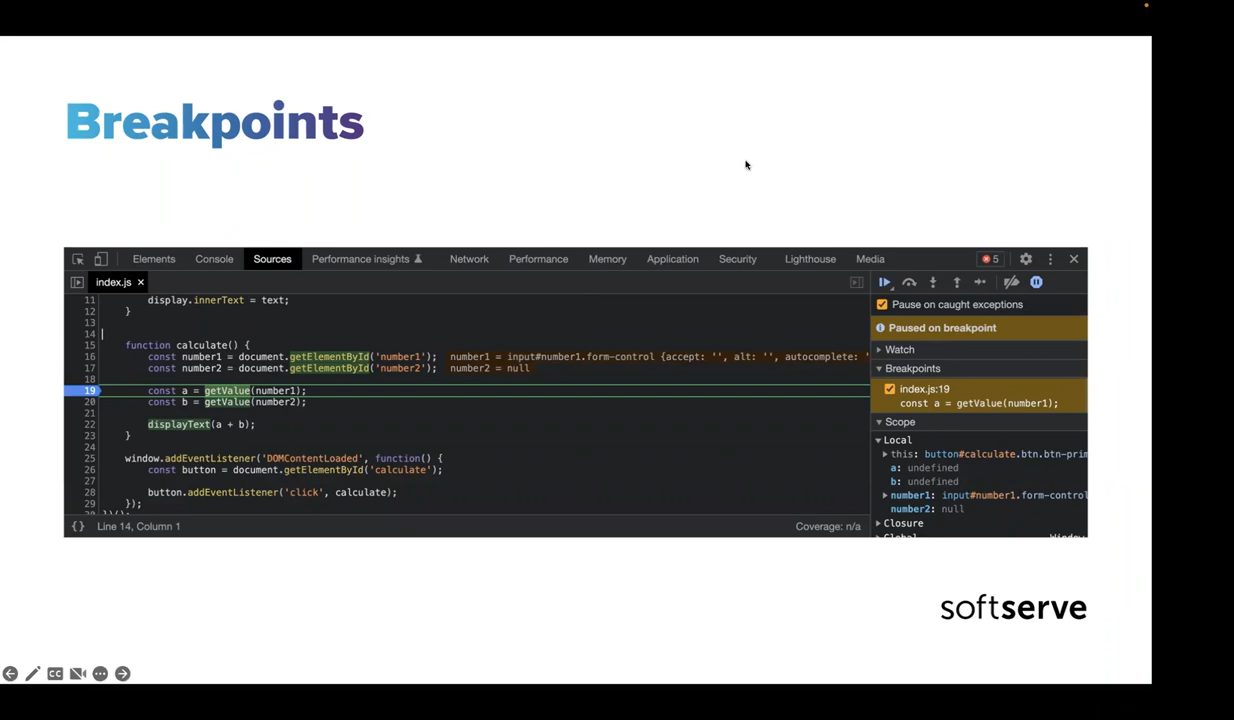 Breakpoints
Elements Console Sources Performance insights Network Performance Memory Application Security Lighthouse Media 5
index.js
Pause on caught exceptions
Paused on breakpoint
Watch
Breakpoints
index.js:19
const a = getValue(number1);
Scope
Local
this: button#calculate.btn.btn-prim
a: undefined
b: undefined
number1: input#number1.form-control
number2: null
Closure
Global Window
11 display.innerText = text;
12 }
13
14
15 function calculate() {
16 const number1 = document.getElementById('number1'); number1 = input#number1.form-control {accept: '', alt: '', autocomplete: '
17 const number2 = document.getElementById('number2'); number2 = null
18
19 const a = getValue(number1);
20 const b = getValue(number2);
21
22 displayText(a + b);
23 }
24
25 window.addEventListener('DOMContentLoaded', function() {
26 const button = document.getElementById('calculate');
27
28 button.addEventListener('click', calculate);
29 });
30 })();
{} Line 14, Column 1 Coverage: n/a
softserve
CC